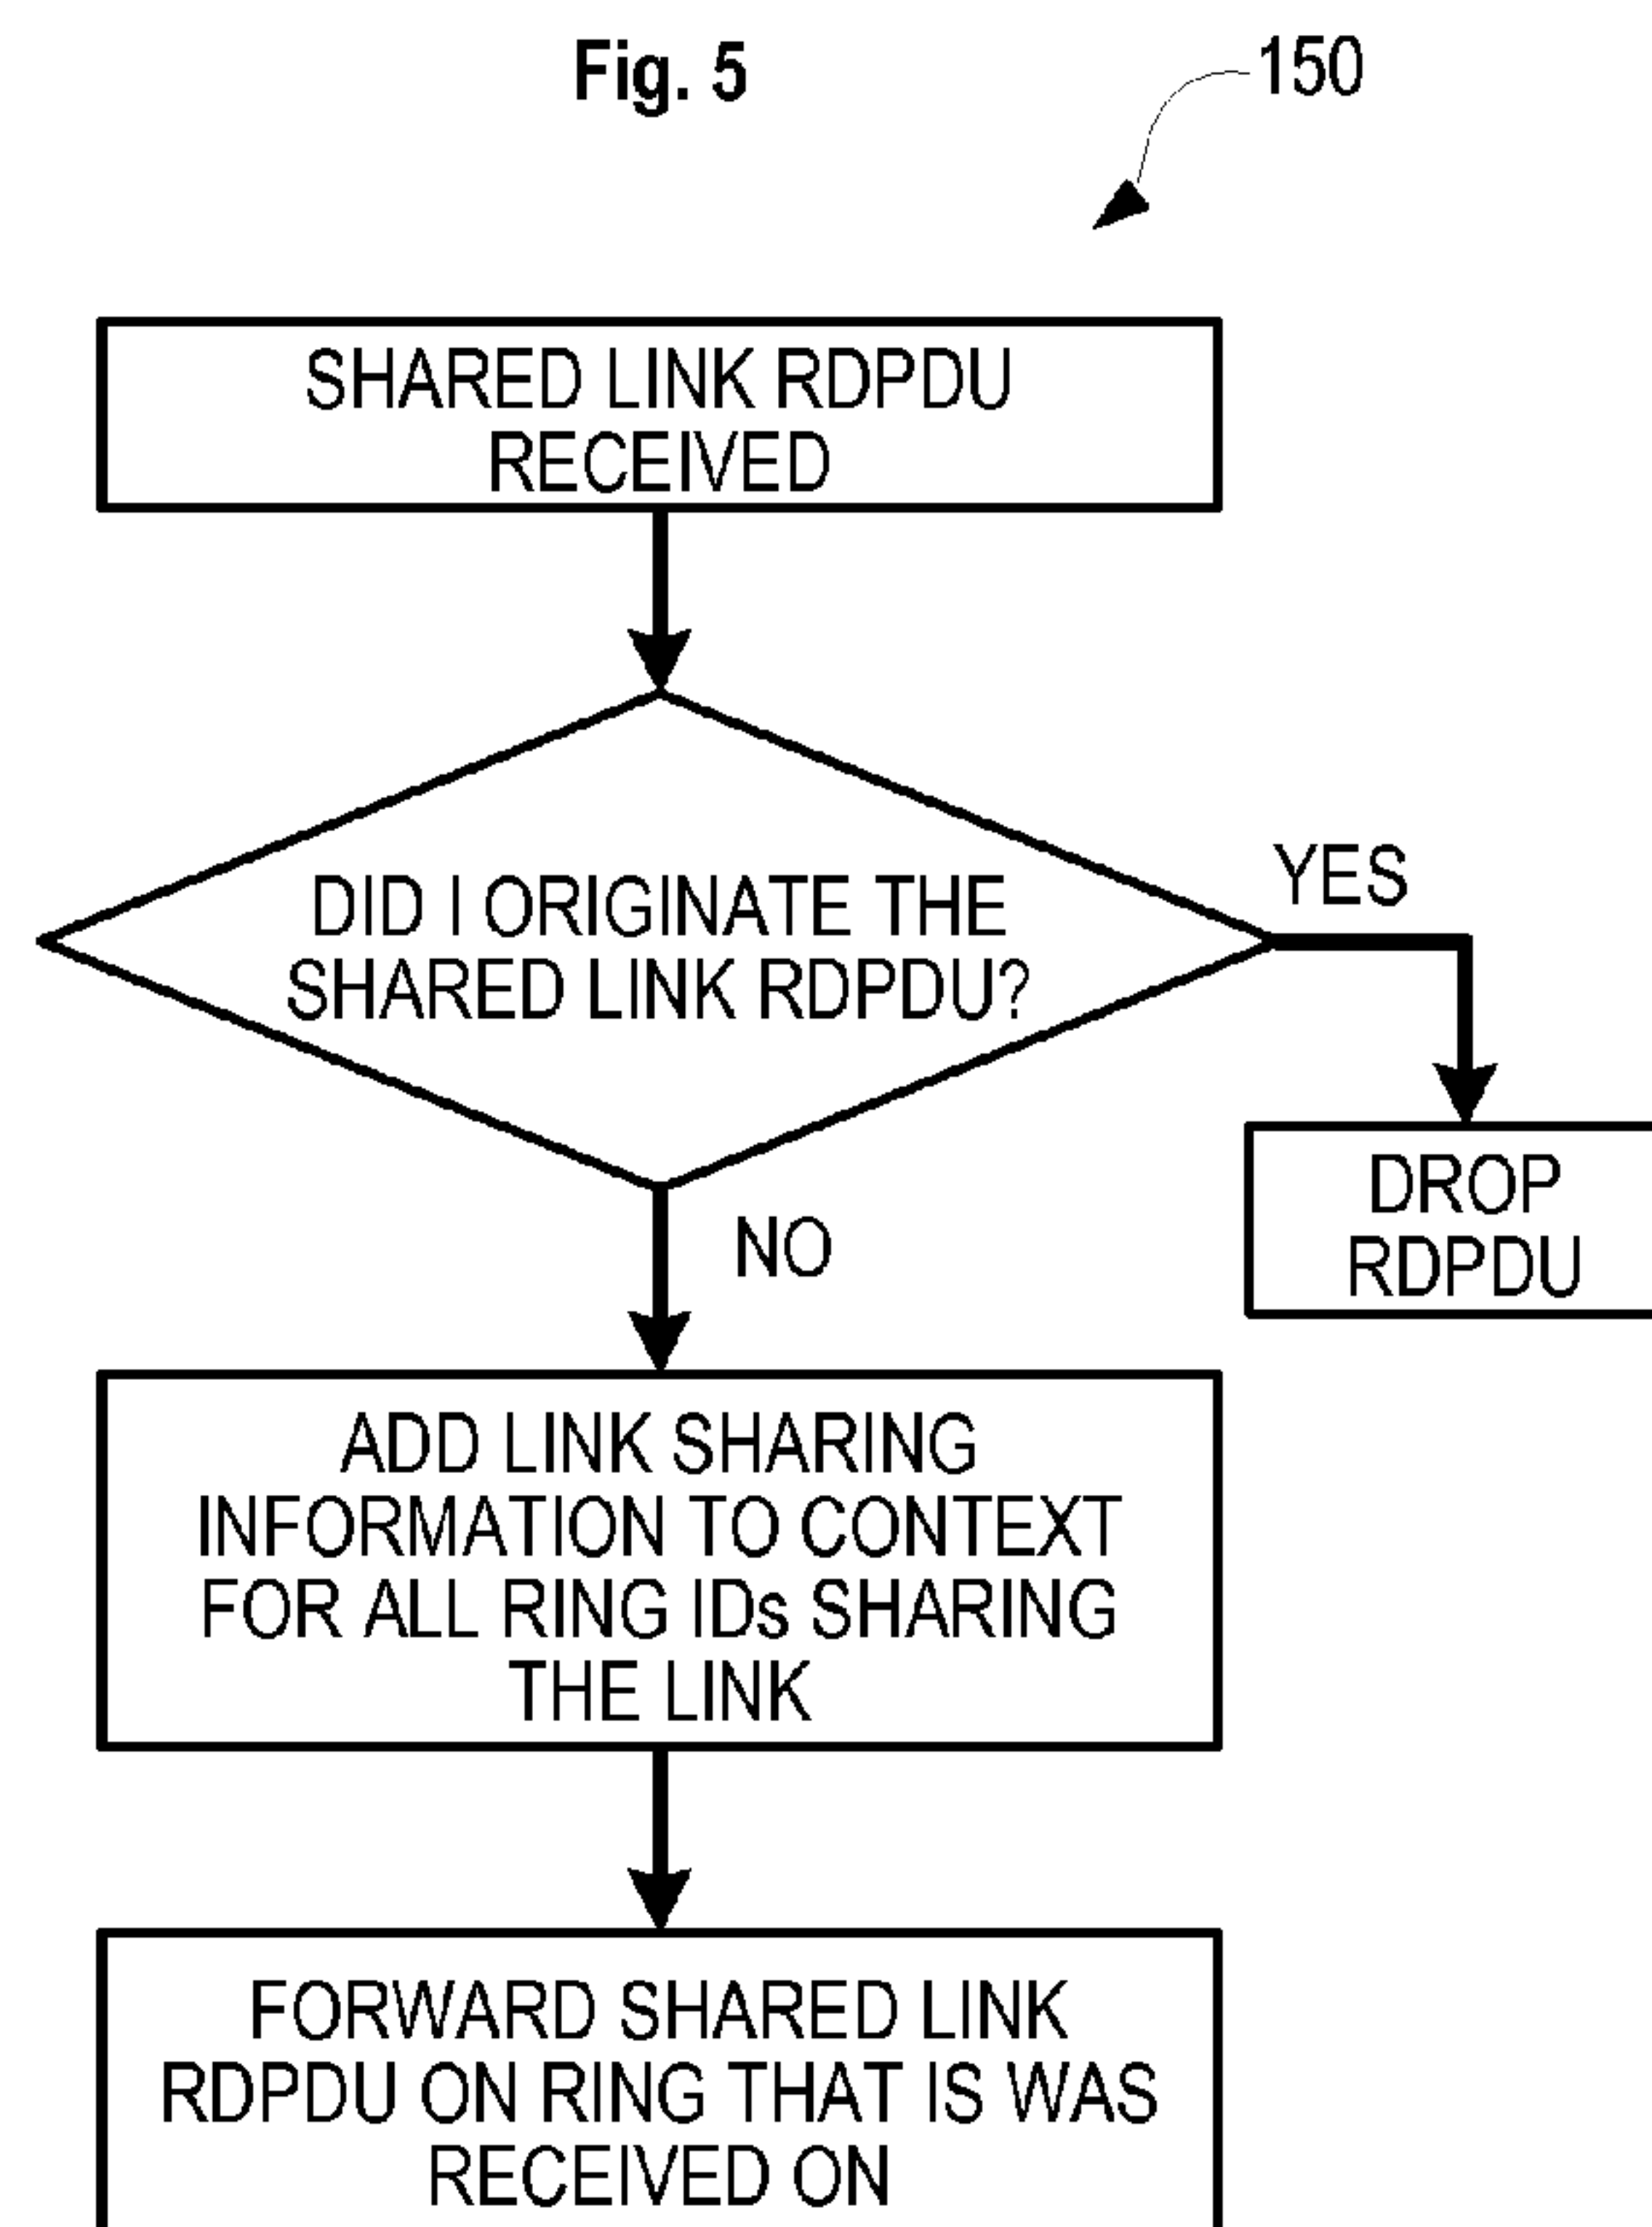 Fig. 5
150
SHARED LINK RDPDU
RECEIVED
DID I ORIGINATE THE
SHARED LINK RDPDU?
YES
DROP
RDPDU
NO
ADD LINK SHARING
INFORMATION TO CONTEXT
FOR ALL RING IDs SHARING
THE LINK
FORWARD SHARED LINK
RDPDU ON RING THAT IS WAS
RECEIVED ON